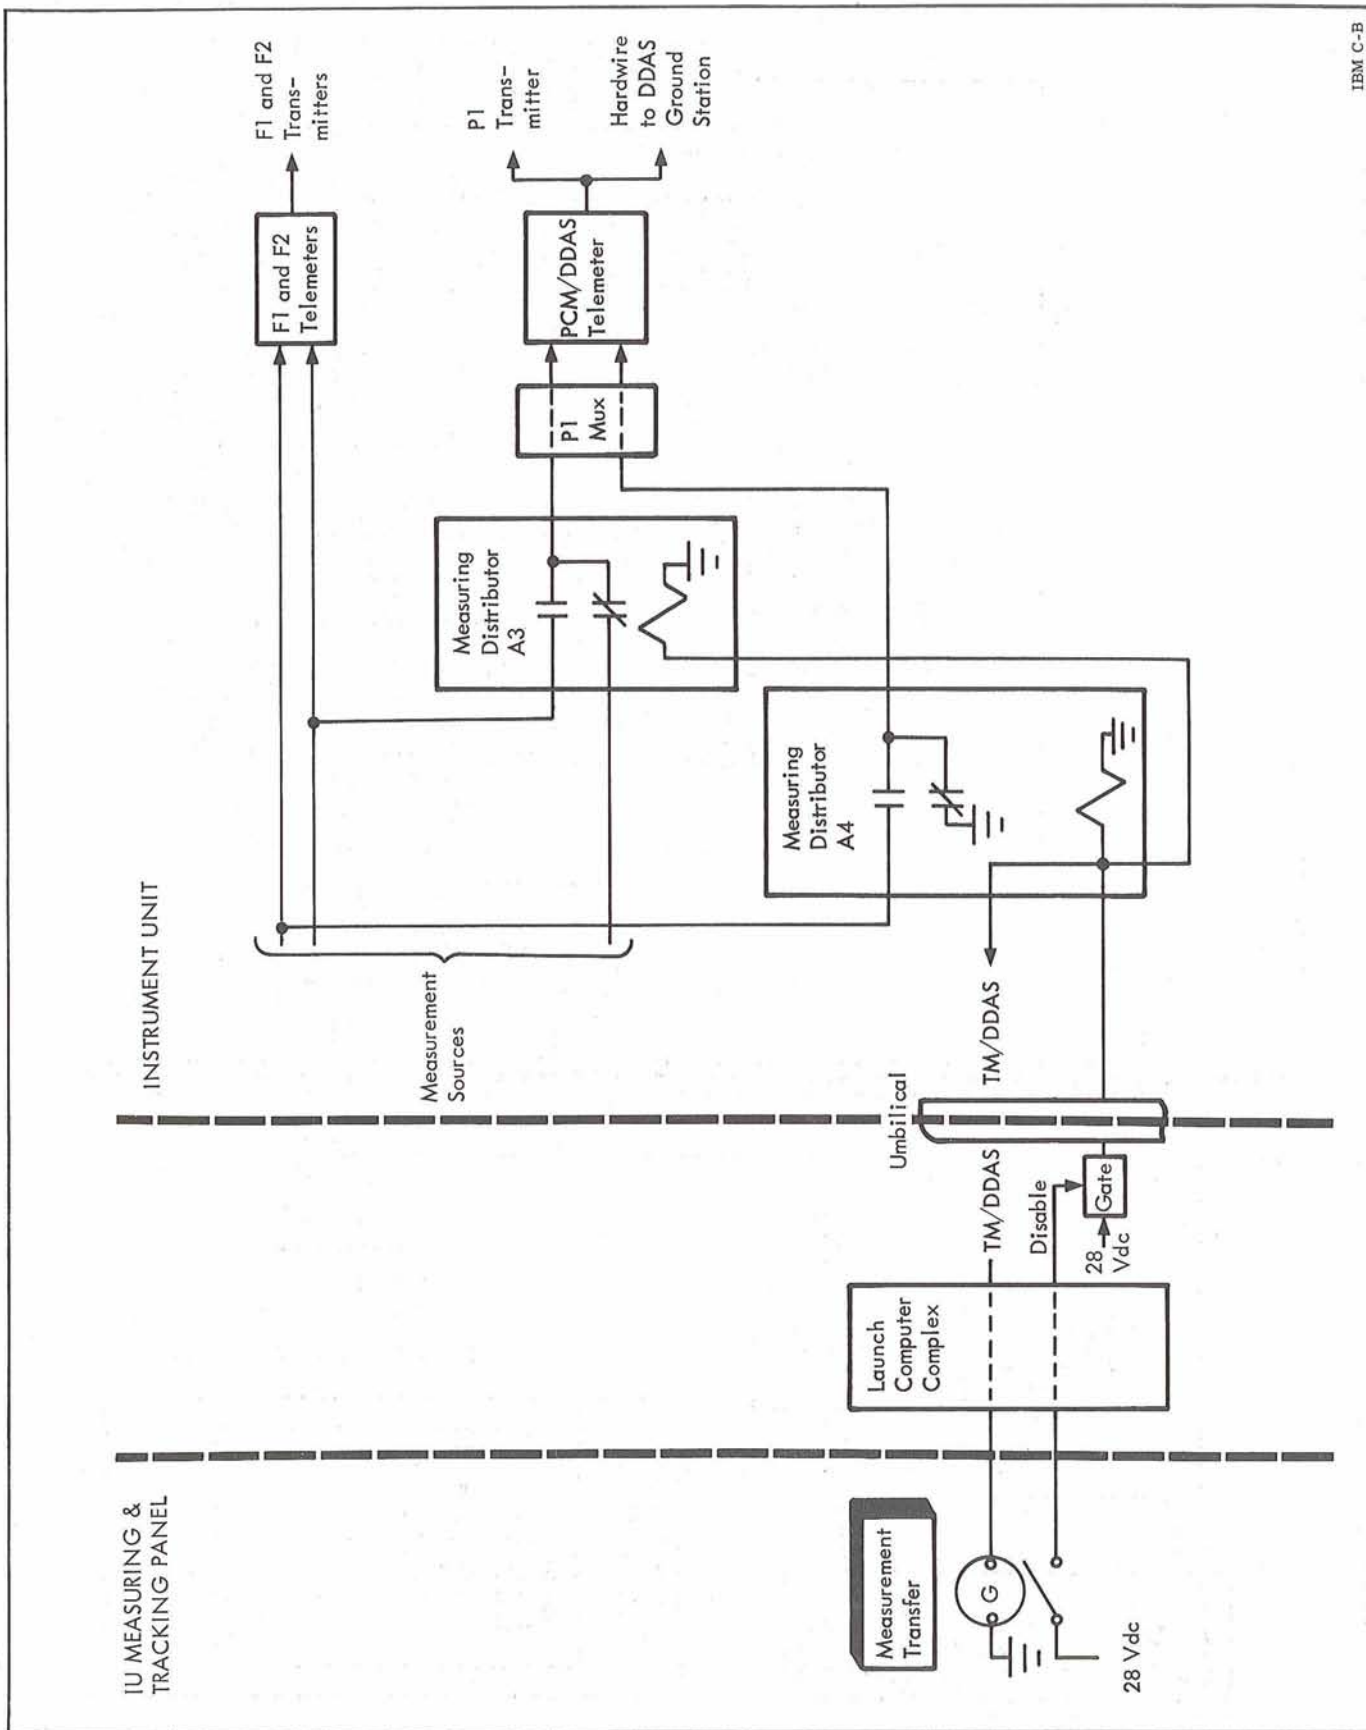 IU MEASURING &
TRACKING PANEL
INSTRUMENT UNIT
F1 and F2
Trans-
mitters
F1 and F2
Telemeters
P1
Trans-
mitter
Hardwire
to DDAS
Ground
Station
PCM/DDAS
Telemeter
P1
Mux
Measuring
Distributor
A3
Measuring
Distributor
A4
Measurement
Sources
Umbilical
TM/DDAS
TM/DDAS
Disable
Gate
28
Vdc
Launch
Computer
Complex
Measurement
Transfer
G
28 Vdc
IBM C-B